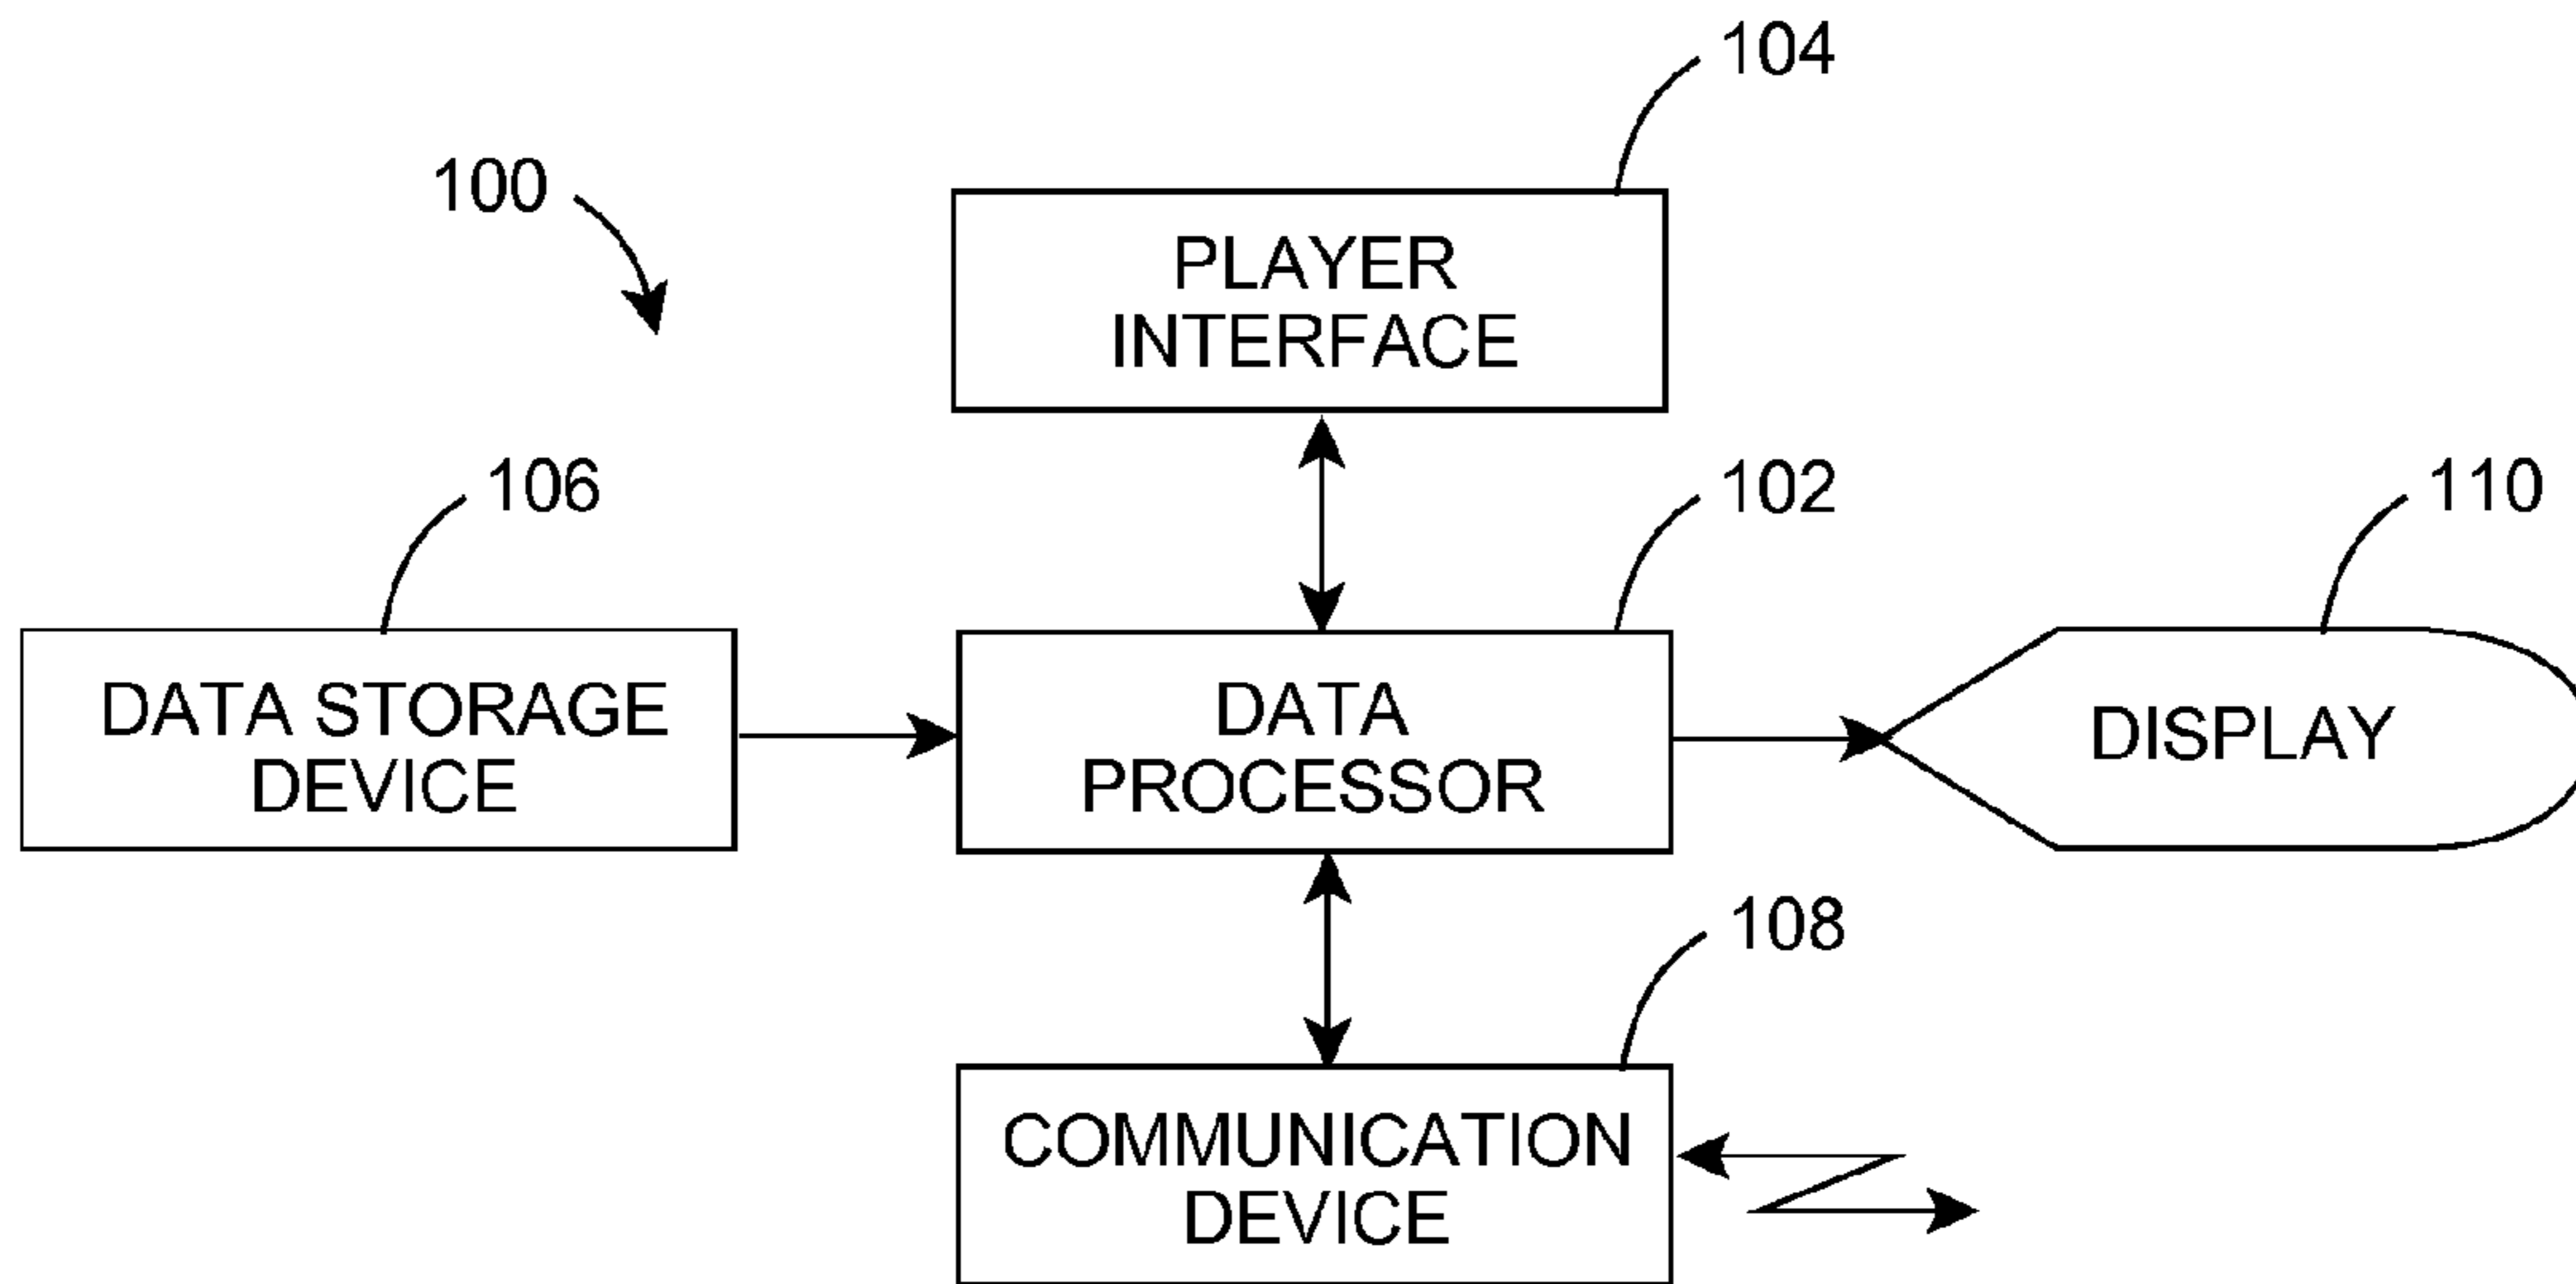 104
100
PLAYER
INTERFACE
106
102
110
DATA STORAGE
DEVICE
DATA
PROCESSOR
DISPLAY
108
COMMUNICATION
DEVICE